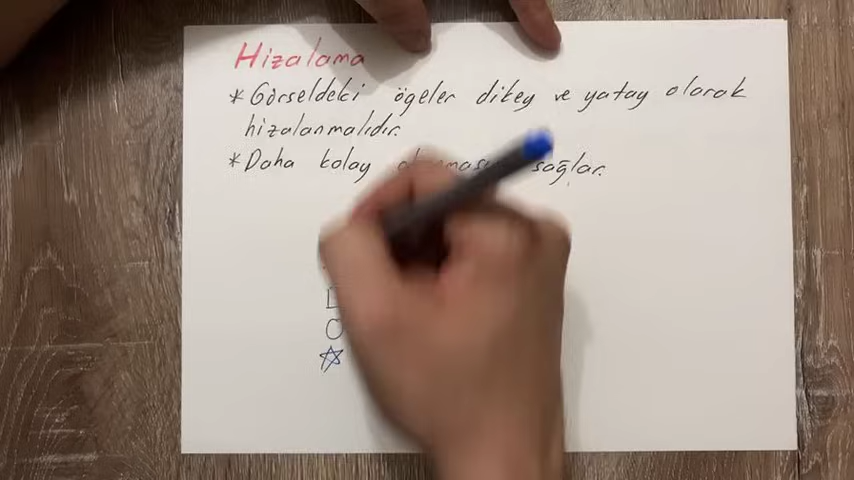 Hizalama
*Görseldeki ögeler dikey ve yatay olarak
hizalanmalıdır.
*Daha kolay sağlar.